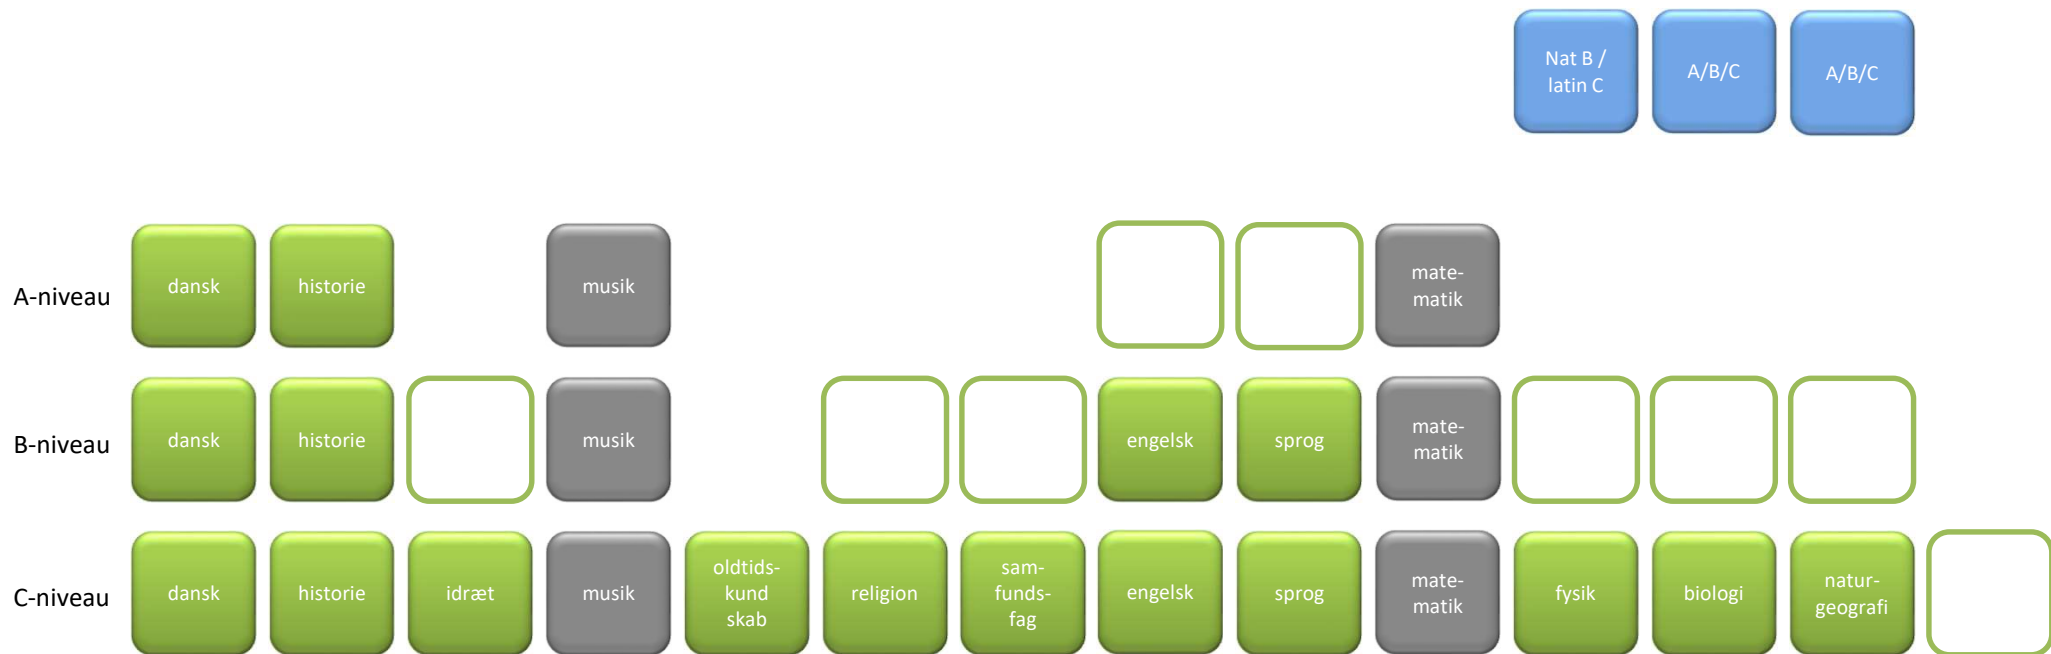 Nat B /
latin C
A/B/C
A/B/C
A-niveau
dansk
historie
musik
mate-
matik
B-niveau
dansk
historie
musik
engelsk
sprog
mate-
matik
C-niveau
dansk
historie
idræt
musik
oldtids-
kund
skab
religion
sam-
funds-
fag
engelsk
sprog
mate-
matik
fysik
biologi
natur-
geografi